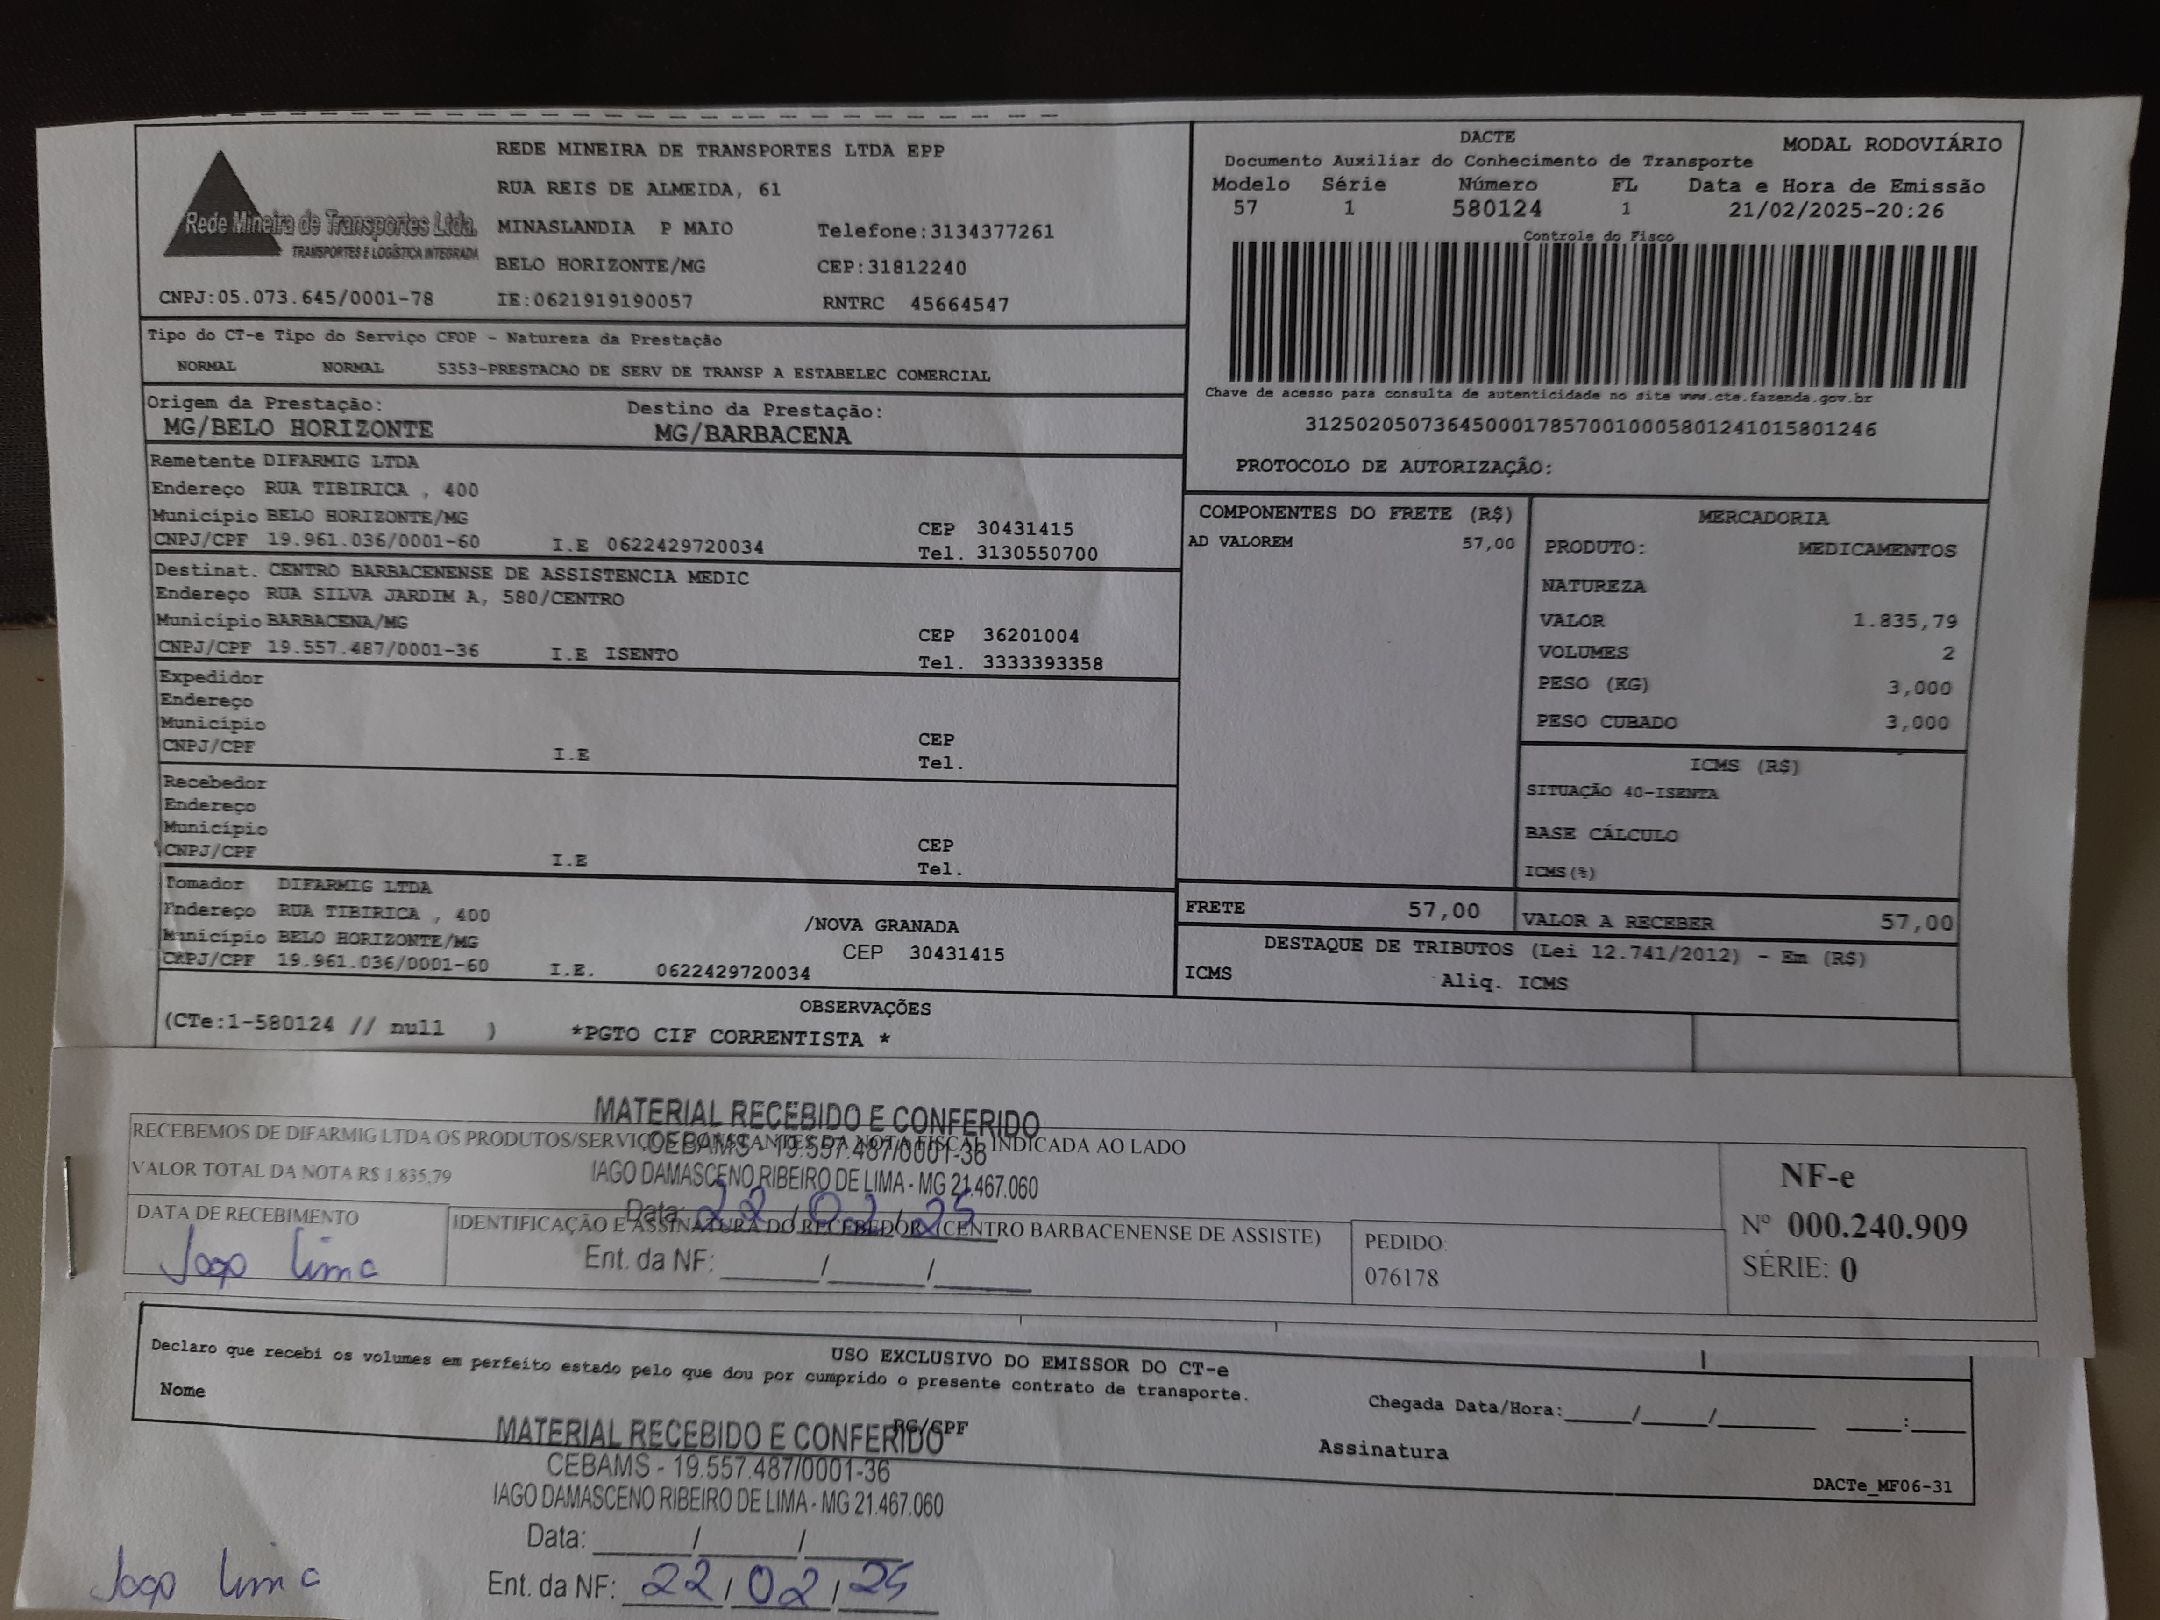 REDE MINEIRA DE TRANSPORTES LTDA EPP
RUA REIS DE ALMEIDA, 61
Rede Mineira de Transportes Ltda.
TRANSPORTES E LOGÍSTICA INTEGRADA
MINASLANDIA P MAIO Telefone:3134377261
BELO HORIZONTE/MG CEP:31812240
CNPJ:05.073.645/0001-78 IE:0621919190057 RNTRC 45664547
DACTE MODAL RODOVIÁRIO
Documento Auxiliar do Conhecimento de Transporte
Modelo Série Número FL Data e Hora de Emissão
57 1 580124 1 21/02/2025-20:26
Controle do Fisco
Chave de acesso para consulta de autenticidade no site www.cte.fazenda.gov.br
31250205073645000178570010005801241015801246
PROTOCOLO DE AUTORIZAÇÃO:
Tipo do CT-e Tipo do Serviço CFOP - Natureza da Prestação
NORMAL NORMAL 5353-PRESTACAO DE SERV DE TRANSP A ESTABELEC COMERCIAL
Origem da Prestação: Destino da Prestação:
MG/BELO HORIZONTE MG/BARBACENA
Remetente DIFARMIG LTDA
Endereço RUA TIBIRICA , 400
Município BELO HORIZONTE/MG CEP 30431415
CNPJ/CPF 19.961.036/0001-60 I.E 0622429720034 Tel. 3130550700
Destinat. CENTRO BARBACENENSE DE ASSISTENCIA MEDIC
Endereço RUA SILVA JARDIM A, 580/CENTRO
Município BARBACENA/MG CEP 36201004
CNPJ/CPF 19.557.487/0001-36 I.E ISENTO Tel. 3333393358
Expedidor
Endereço
Município CEP
CNPJ/CPF I.E Tel.
Recebedor
Endereço
Município CEP
CNPJ/CPF I.E Tel.
Tomador DIFARMIG LTDA
Endereço RUA TIBIRICA , 400 /NOVA GRANADA
Município BELO HORIZONTE/MG CEP 30431415
CNPJ/CPF 19.961.036/0001-60 I.E. 0622429720034
COMPONENTES DO FRETE (R$)
AD VALOREM 57,00
MERCADORIA
PRODUTO: MEDICAMENTOS
NATUREZA
VALOR 1.835,79
VOLUMES 2
PESO (KG) 3,000
PESO CUBADO 3,000
ICMS (R$)
SITUAÇÃO 40-ISENTA
BASE CÁLCULO
ICMS(%)
FRETE 57,00 VALOR A RECEBER 57,00
DESTAQUE DE TRIBUTOS (Lei 12.741/2012) - Em (R$)
ICMS Aliq. ICMS
OBSERVAÇÕES
(CTe:1-580124 // null ) *PGTO CIF CORRENTISTA *
MATERIAL RECEBIDO E CONFERIDO
RECEBEMOS DE DIFARMIG LTDA OS PRODUTOS/SERVIÇOS CONSTANTES DA NOTA FISCAL INDICADA AO LADO
CEBAMS - 19.557.487/0001-36
VALOR TOTAL DA NOTA R$ 1.835,79
IAGO DAMASCENO RIBEIRO DE LIMA - MG 21.467.060
Data: 22/02/25
DATA DE RECEBIMENTO
IDENTIFICAÇÃO E ASSINATURA DO RECEBEDOR (CENTRO BARBACENENSE DE ASSISTE)
Iago Lima
Ent. da NF: ____/____/____
PEDIDO:
076178
NF-e
Nº 000.240.909
SÉRIE: 0
USO EXCLUSIVO DO EMISSOR DO CT-e
Declaro que recebi os volumes em perfeito estado pelo que dou por cumprido o presente contrato de transporte.
Nome RG/CPF
Chegada Data/Hora:____/____/____ ___:___
Assinatura
DACTe_MF06-31
MATERIAL RECEBIDO E CONFERIDO
CEBAMS - 19.557.487/0001-36
IAGO DAMASCENO RIBEIRO DE LIMA - MG 21.467.060
Data: ____/____/____
Iago Lima
Ent. da NF: 22/02/25